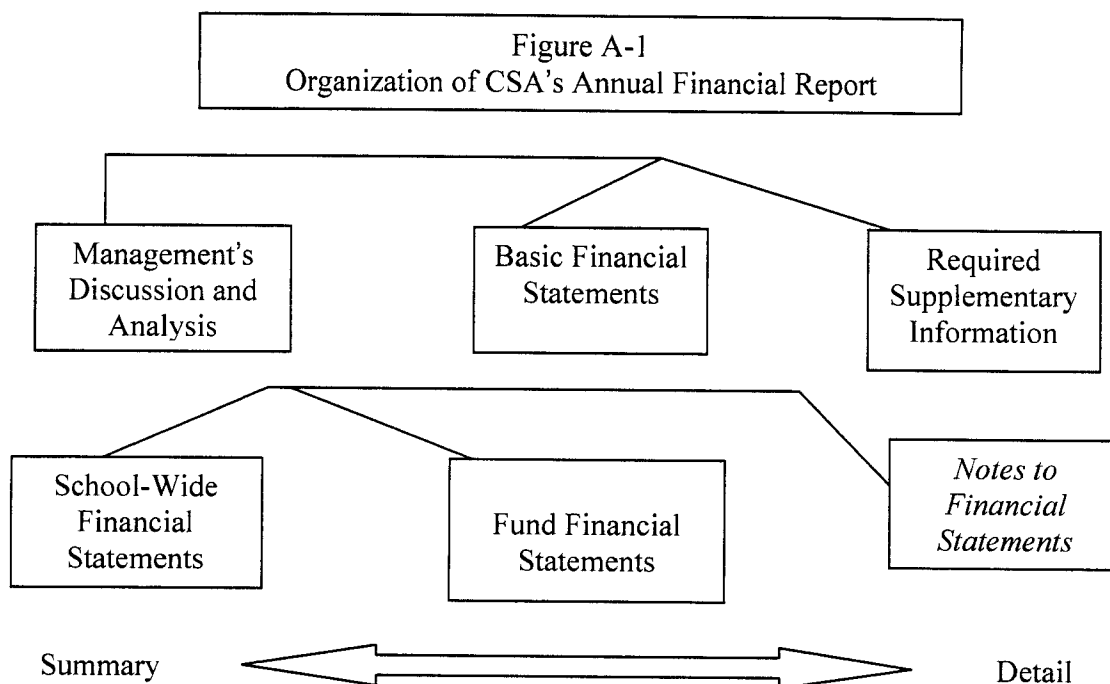 Figure A-1
Organization of CSA's Annual Financial Report
Management's
Discussion and
Analysis
Basic Financial
Statements
Required
Supplementary
Information
School-Wide
Financial
Statements
Fund Financial
Statements
Notes to
Financial
Statements
Summary
Detail